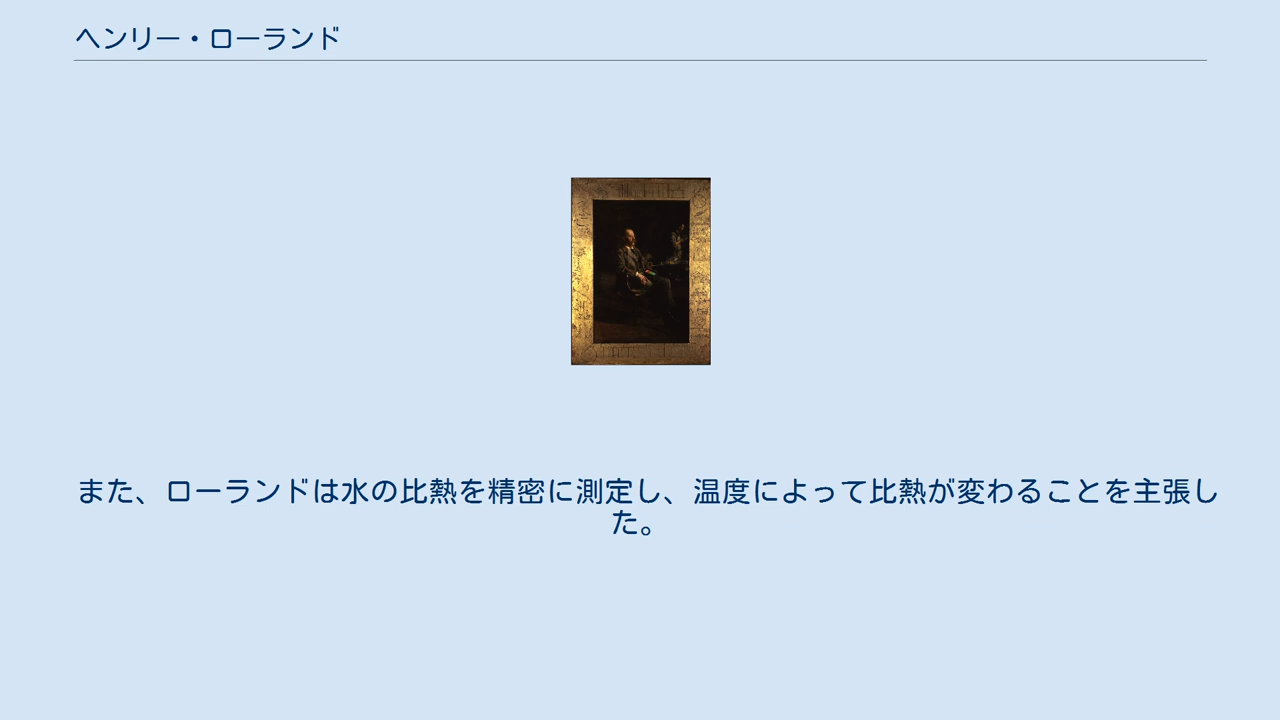 ヘンリー・ローランド
また、ローランドは水の比熱を精密に測定し、温度によって比熱が変わることを主張し
た。